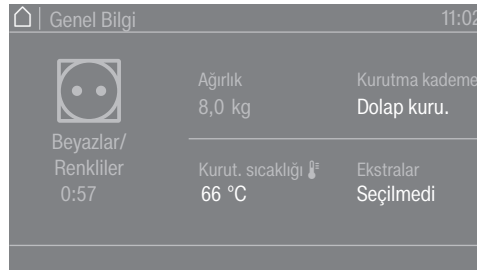 Genel Bilgi 11:02
Ağırlık
8,0 kg
Kurutma kademe
Dolap kuru.
Beyazlar/
Renkliler
0:57
Kurut. sıcaklığı
66 °C
Ekstralar
Seçilmedi